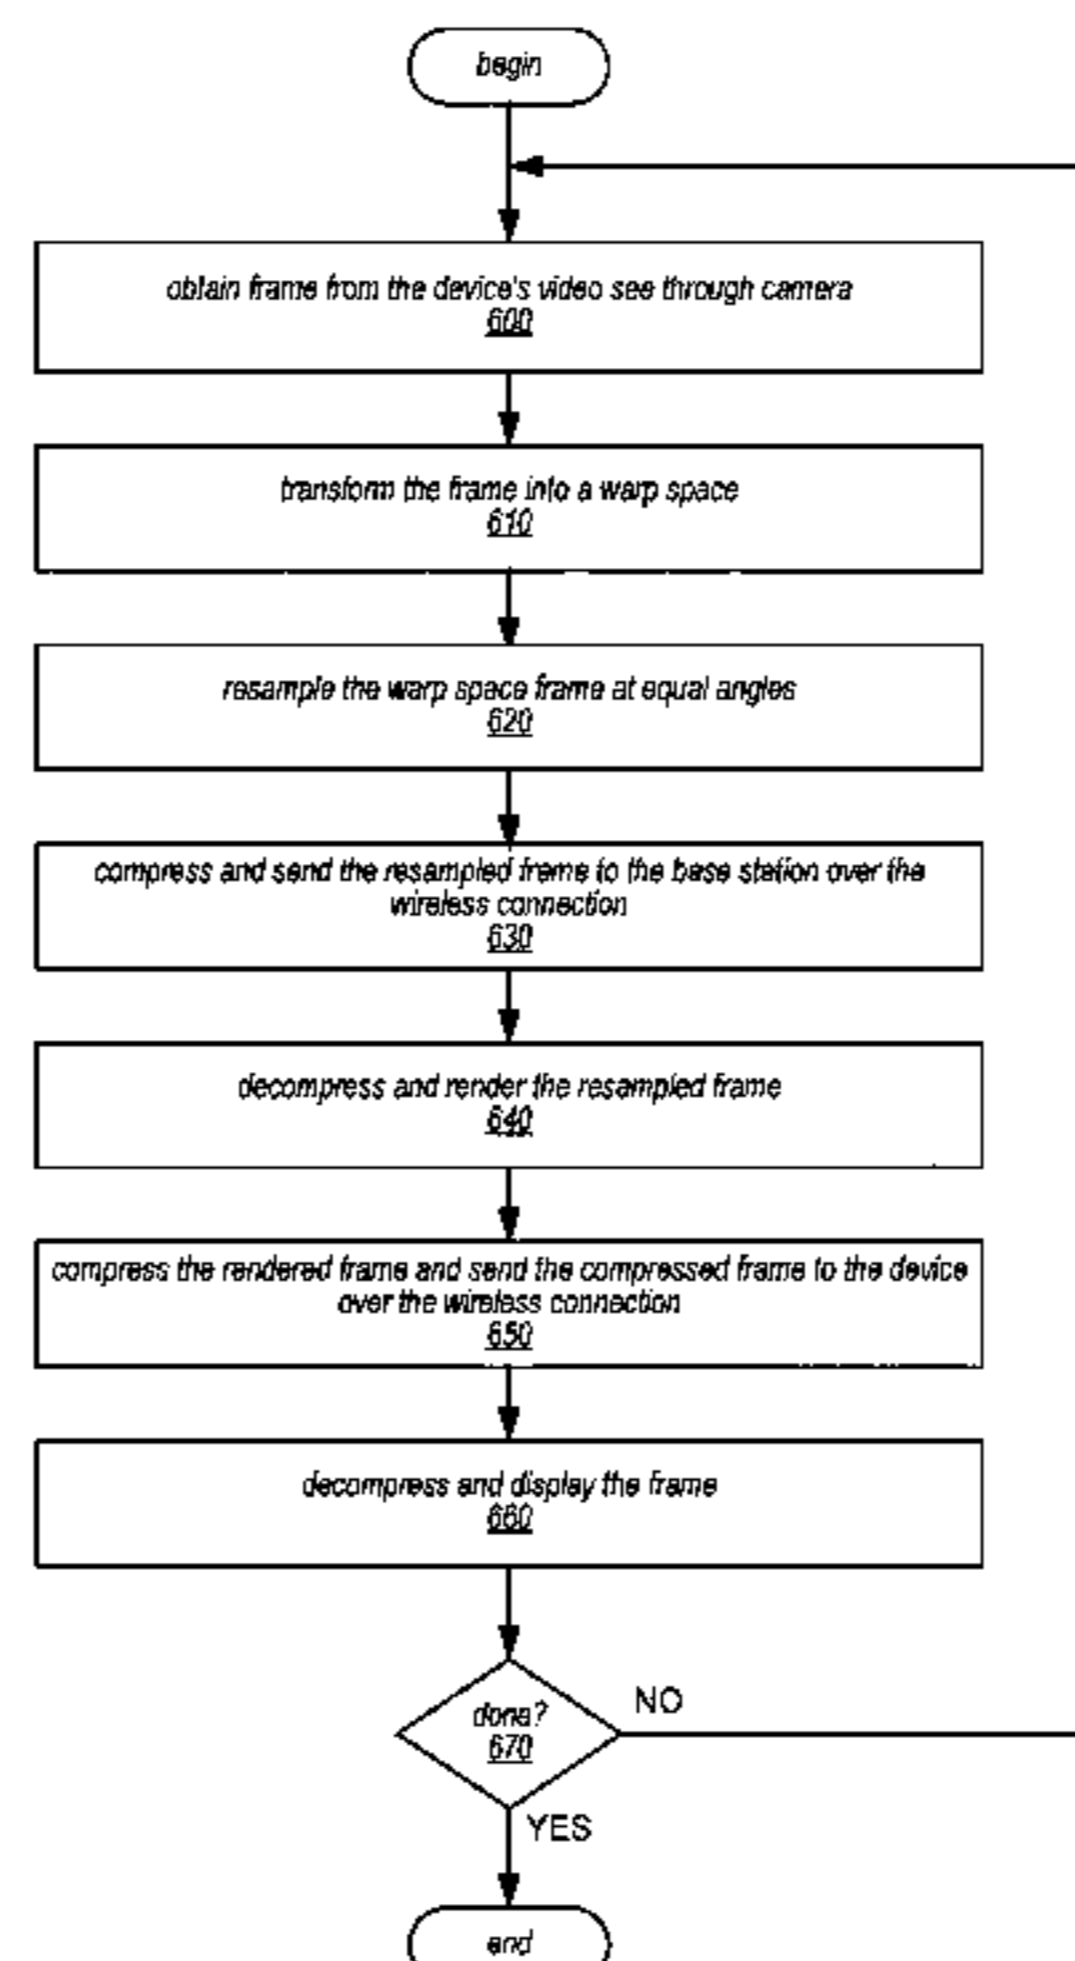 begin
obtain frame from the device's video see through camera
600
transform the frame into a warp space
610
resample the warp space frame at equal angles
620
compress and send the resampled frame to the base station over the
wireless connection
630
decompress and render the resampled frame
640
compress the rendered frame and send the compressed frame to the device
over the wireless connection
650
decompress and display the frame
660
done?
670
NO
YES
end